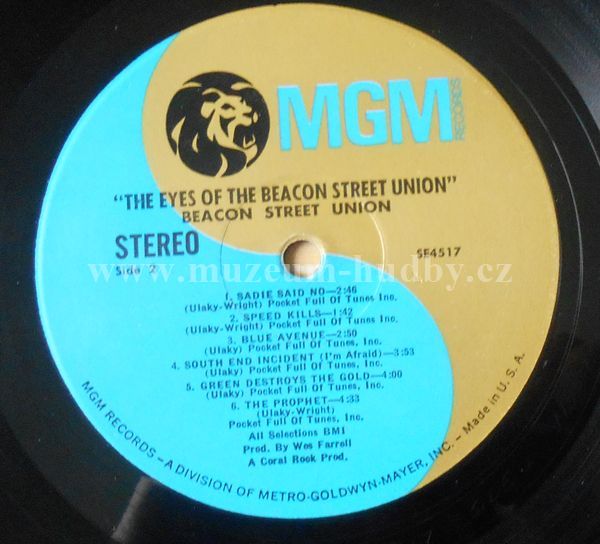 MGM
RECORDS
"THE EYES OF THE BEACON STREET UNION"
BEACON STREET UNION
STEREO
Side 2
SE4517
www.muzeum-hudby.cz
1. SADIE SAID NO—2:46
(Ulaky-Wright) Pocket Full Of Tunes Inc.
2. SPEED KILLS—1:42
(Ulaky-Wright) Pocket Full Of Tunes Inc.
3. BLUE AVENUE—2:50
(Ulaky) Pocket Full Of Tunes, Inc.
4. SOUTH END INCIDENT (I'm Afraid)—3:53
(Ulaky) Pocket Full Of Tunes, Inc.
5. GREEN DESTROYS THE GOLD—4:00
(Ulaky) Pocket Full Of Tunes, Inc.
6. THE PROPHET—4:33
(Ulaky-Wright)
Pocket Full Of Tunes, Inc.
All Selections BMI
Prod. By Wes Farrell
A Coral Rock Prod.
MGM RECORDS – A DIVISION OF METRO-GOLDWYN-MAYER, INC. – Made in U. S. A.